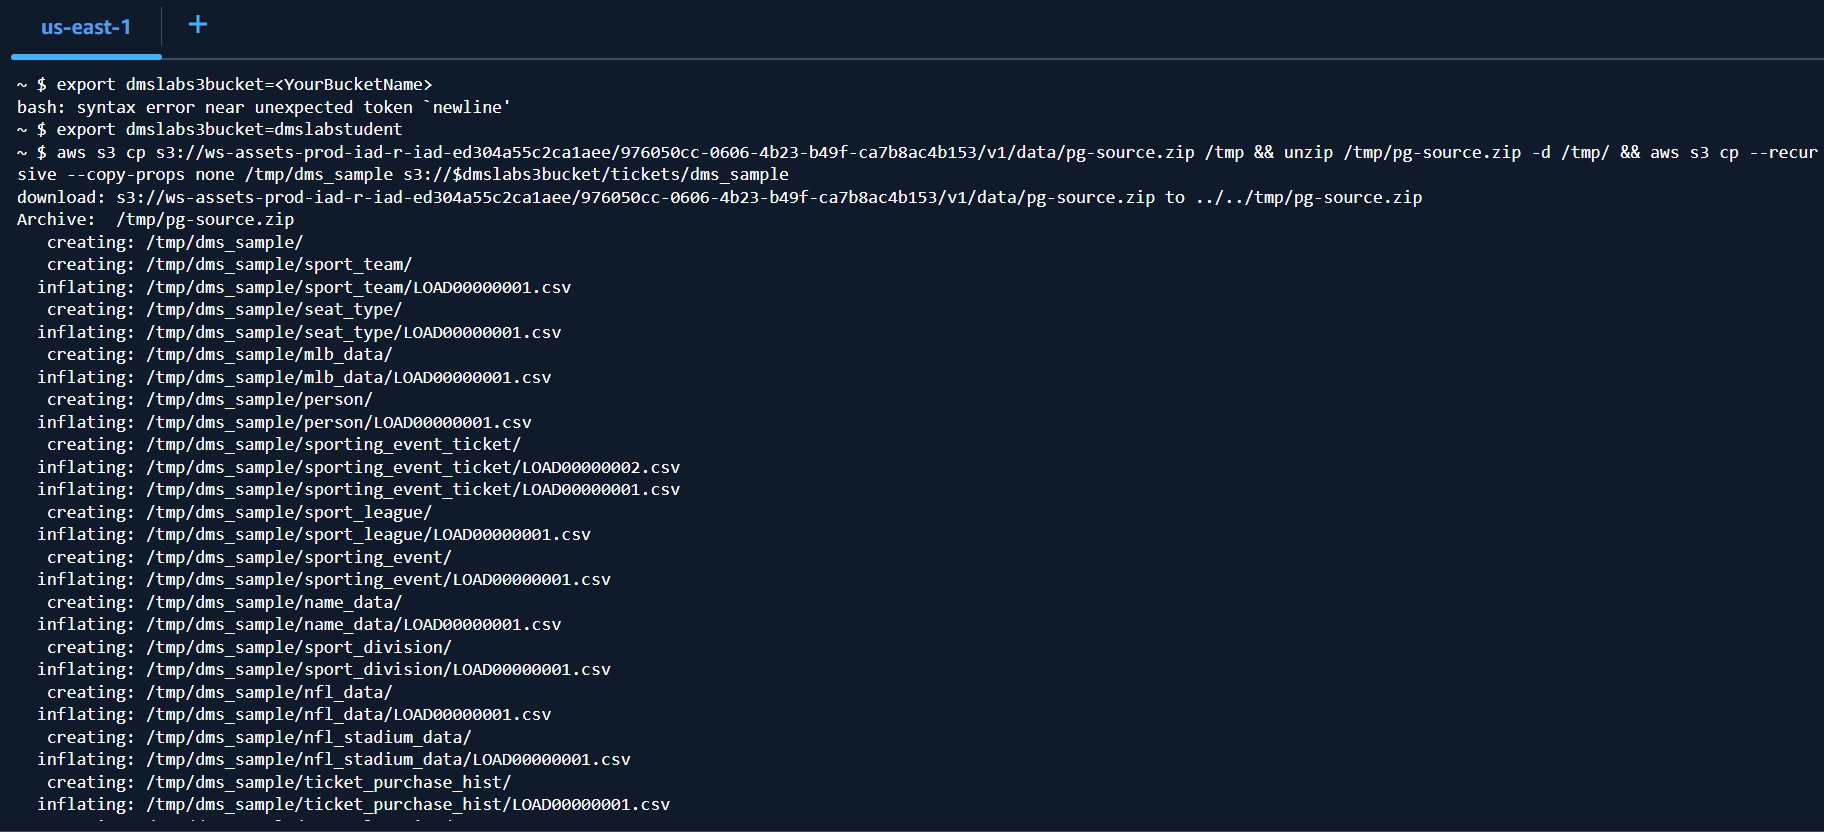 us-east-1 +
~ $ export dmslabs3bucket=<YourBucketName>
bash: syntax error near unexpected token `newline'
~ $ export dmslabs3bucket=dmslabstudent
~ $ aws s3 cp s3://ws-assets-prod-iad-r-iad-ed304a55c2ca1aee/976050cc-0606-4b23-b49f-ca7b8ac4b153/v1/data/pg-source.zip /tmp && unzip /tmp/pg-source.zip -d /tmp/ && aws s3 cp --recur
sive --copy-props none /tmp/dms_sample s3://$dmslabs3bucket/tickets/dms_sample
download: s3://ws-assets-prod-iad-r-iad-ed304a55c2ca1aee/976050cc-0606-4b23-b49f-ca7b8ac4b153/v1/data/pg-source.zip to ../../tmp/pg-source.zip
Archive:  /tmp/pg-source.zip
   creating: /tmp/dms_sample/
   creating: /tmp/dms_sample/sport_team/
  inflating: /tmp/dms_sample/sport_team/LOAD00000001.csv
   creating: /tmp/dms_sample/seat_type/
  inflating: /tmp/dms_sample/seat_type/LOAD00000001.csv
   creating: /tmp/dms_sample/mlb_data/
  inflating: /tmp/dms_sample/mlb_data/LOAD00000001.csv
   creating: /tmp/dms_sample/person/
  inflating: /tmp/dms_sample/person/LOAD00000001.csv
   creating: /tmp/dms_sample/sporting_event_ticket/
  inflating: /tmp/dms_sample/sporting_event_ticket/LOAD00000002.csv
  inflating: /tmp/dms_sample/sporting_event_ticket/LOAD00000001.csv
   creating: /tmp/dms_sample/sport_league/
  inflating: /tmp/dms_sample/sport_league/LOAD00000001.csv
   creating: /tmp/dms_sample/sporting_event/
  inflating: /tmp/dms_sample/sporting_event/LOAD00000001.csv
   creating: /tmp/dms_sample/name_data/
  inflating: /tmp/dms_sample/name_data/LOAD00000001.csv
   creating: /tmp/dms_sample/sport_division/
  inflating: /tmp/dms_sample/sport_division/LOAD00000001.csv
   creating: /tmp/dms_sample/nfl_data/
  inflating: /tmp/dms_sample/nfl_data/LOAD00000001.csv
   creating: /tmp/dms_sample/nfl_stadium_data/
  inflating: /tmp/dms_sample/nfl_stadium_data/LOAD00000001.csv
   creating: /tmp/dms_sample/ticket_purchase_hist/
  inflating: /tmp/dms_sample/ticket_purchase_hist/LOAD00000001.csv